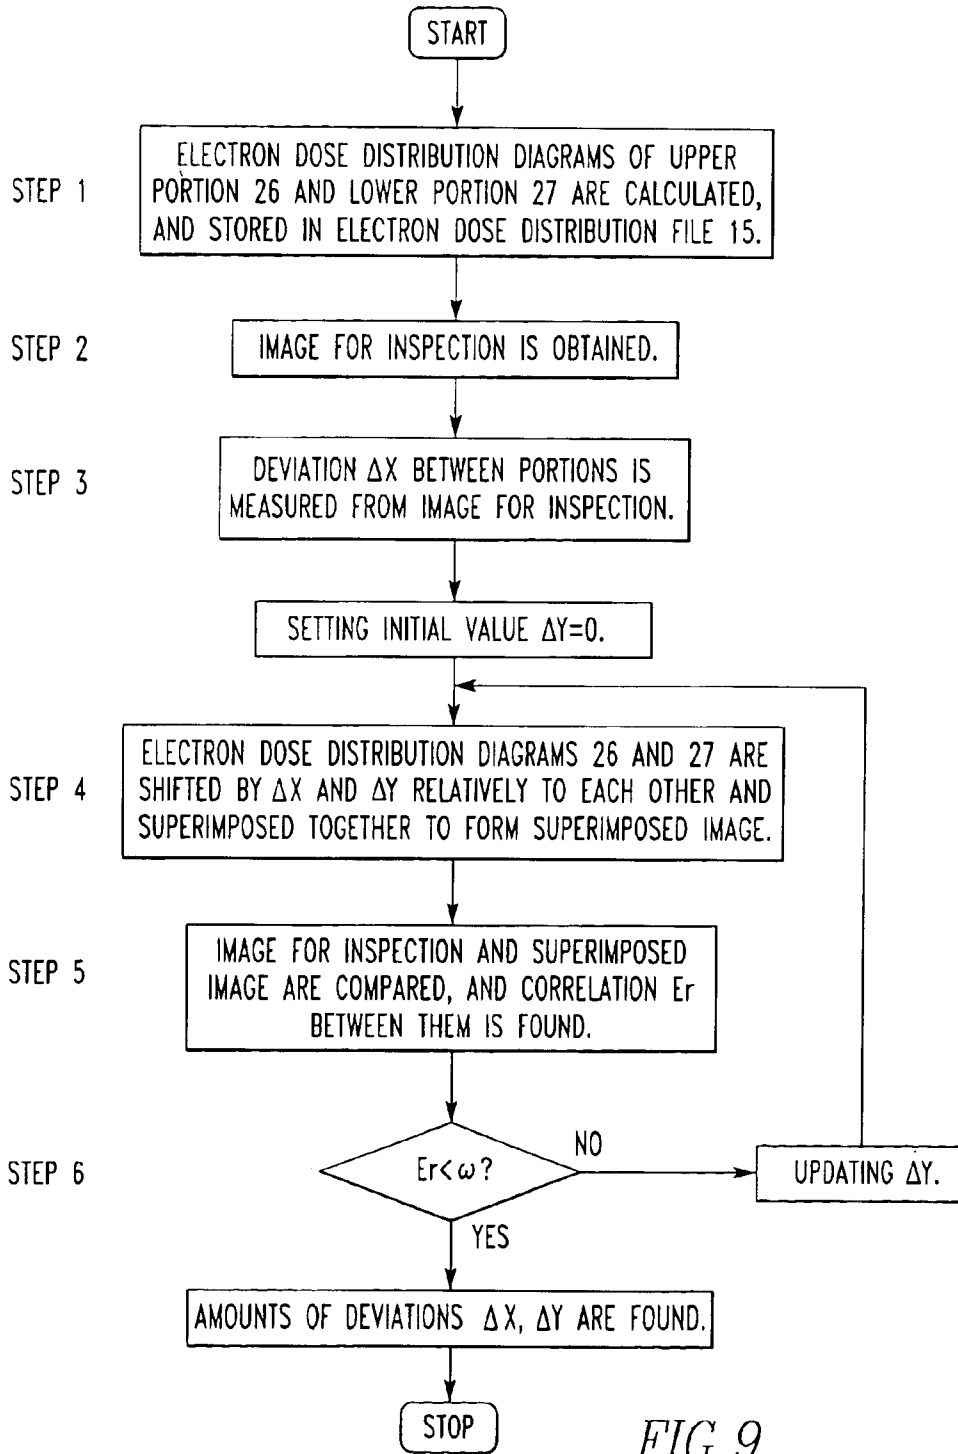 START
STEP 1
ELECTRON DOSE DISTRIBUTION DIAGRAMS OF UPPER
PORTION 26 AND LOWER PORTION 27 ARE CALCULATED,
AND STORED IN ELECTRON DOSE DISTRIBUTION FILE 15.
STEP 2
IMAGE FOR INSPECTION IS OBTAINED.
STEP 3
DEVIATION ΔX BETWEEN PORTIONS IS
MEASURED FROM IMAGE FOR INSPECTION.
SETTING INITIAL VALUE ΔY=0.
STEP 4
ELECTRON DOSE DISTRIBUTION DIAGRAMS 26 AND 27 ARE
SHIFTED BY ΔX AND ΔY RELATIVELY TO EACH OTHER AND
SUPERIMPOSED TOGETHER TO FORM SUPERIMPOSED IMAGE.
STEP 5
IMAGE FOR INSPECTION AND SUPERIMPOSED
IMAGE ARE COMPARED, AND CORRELATION Er
BETWEEN THEM IS FOUND.
STEP 6
Er<ω?
NO
UPDATING ΔY.
YES
AMOUNTS OF DEVIATIONS ΔX, ΔY ARE FOUND.
STOP
FIG.9